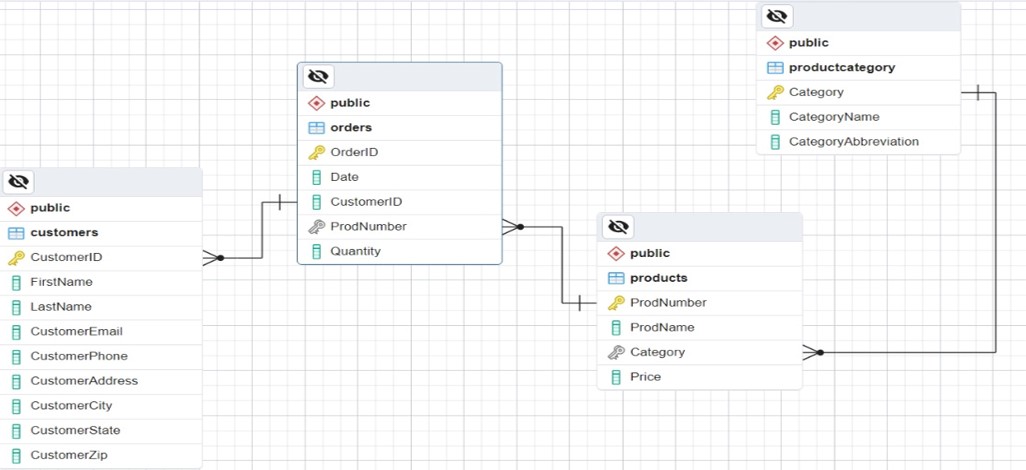 public
customers
CustomerID
FirstName
LastName
CustomerEmail
CustomerPhone
CustomerAddress
CustomerCity
CustomerState
CustomerZip
public
orders
OrderID
Date
CustomerID
ProdNumber
Quantity
public
products
ProdNumber
ProdName
Category
Price
public
productcategory
Category
CategoryName
CategoryAbbreviation